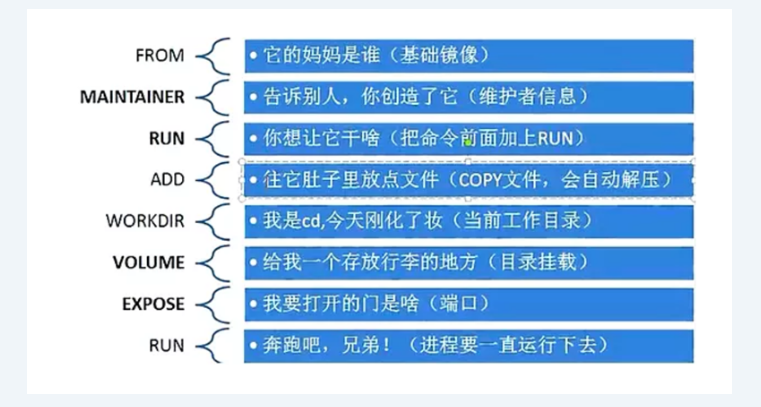 FROM • 它的妈妈是谁（基础镜像）
MAINTAINER • 告诉别人，你创造了它（维护者信息）
RUN • 你想让它干啥（把命令前面加上RUN）
ADD • 往它肚子里放点文件（COPY文件，会自动解压）
WORKDIR • 我是cd,今天刚化了妆（当前工作目录）
VOLUME • 给我一个存放行李的地方（目录挂载）
EXPOSE • 我要打开的门是啥（端口）
RUN • 奔跑吧，兄弟！（进程要一直运行下去）